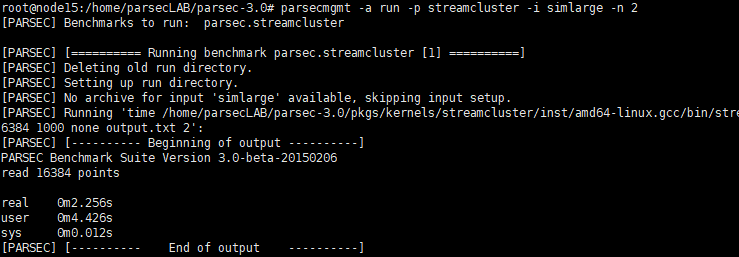 root@node15:/home/parsecLAB/parsec-3.0# parsecmgmt -a run -p streamcluster -i simlarge -n 2
[PARSEC] Benchmarks to run:  parsec.streamcluster
[PARSEC] [========== Running benchmark parsec.streamcluster [1] ==========]
[PARSEC] Deleting old run directory.
[PARSEC] Setting up run directory.
[PARSEC] No archive for input 'simlarge' available, skipping input setup.
[PARSEC] Running 'time /home/parsecLAB/parsec-3.0/pkgs/kernels/streamcluster/inst/amd64-linux.gcc/bin/stre
6384 1000 none output.txt 2':
[PARSEC] [---------- Beginning of output ----------]
PARSEC Benchmark Suite Version 3.0-beta-20150206
read 16384 points
real    0m2.256s
user    0m4.426s
sys     0m0.012s
[PARSEC] [----------    End of output    ----------]